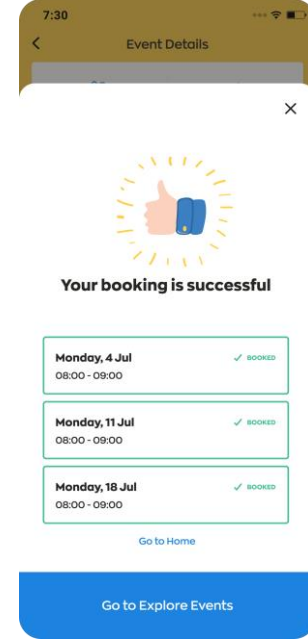 7:30
Event Details
Your booking is successful
Monday, 4 Jul
✓ BOOKED
08:00 - 09:00
Monday, 11 Jul
✓ BOOKED
08:00 - 09:00
Monday, 18 Jul
✓ BOOKED
08:00 - 09:00
Go to Home
Go to Explore Events